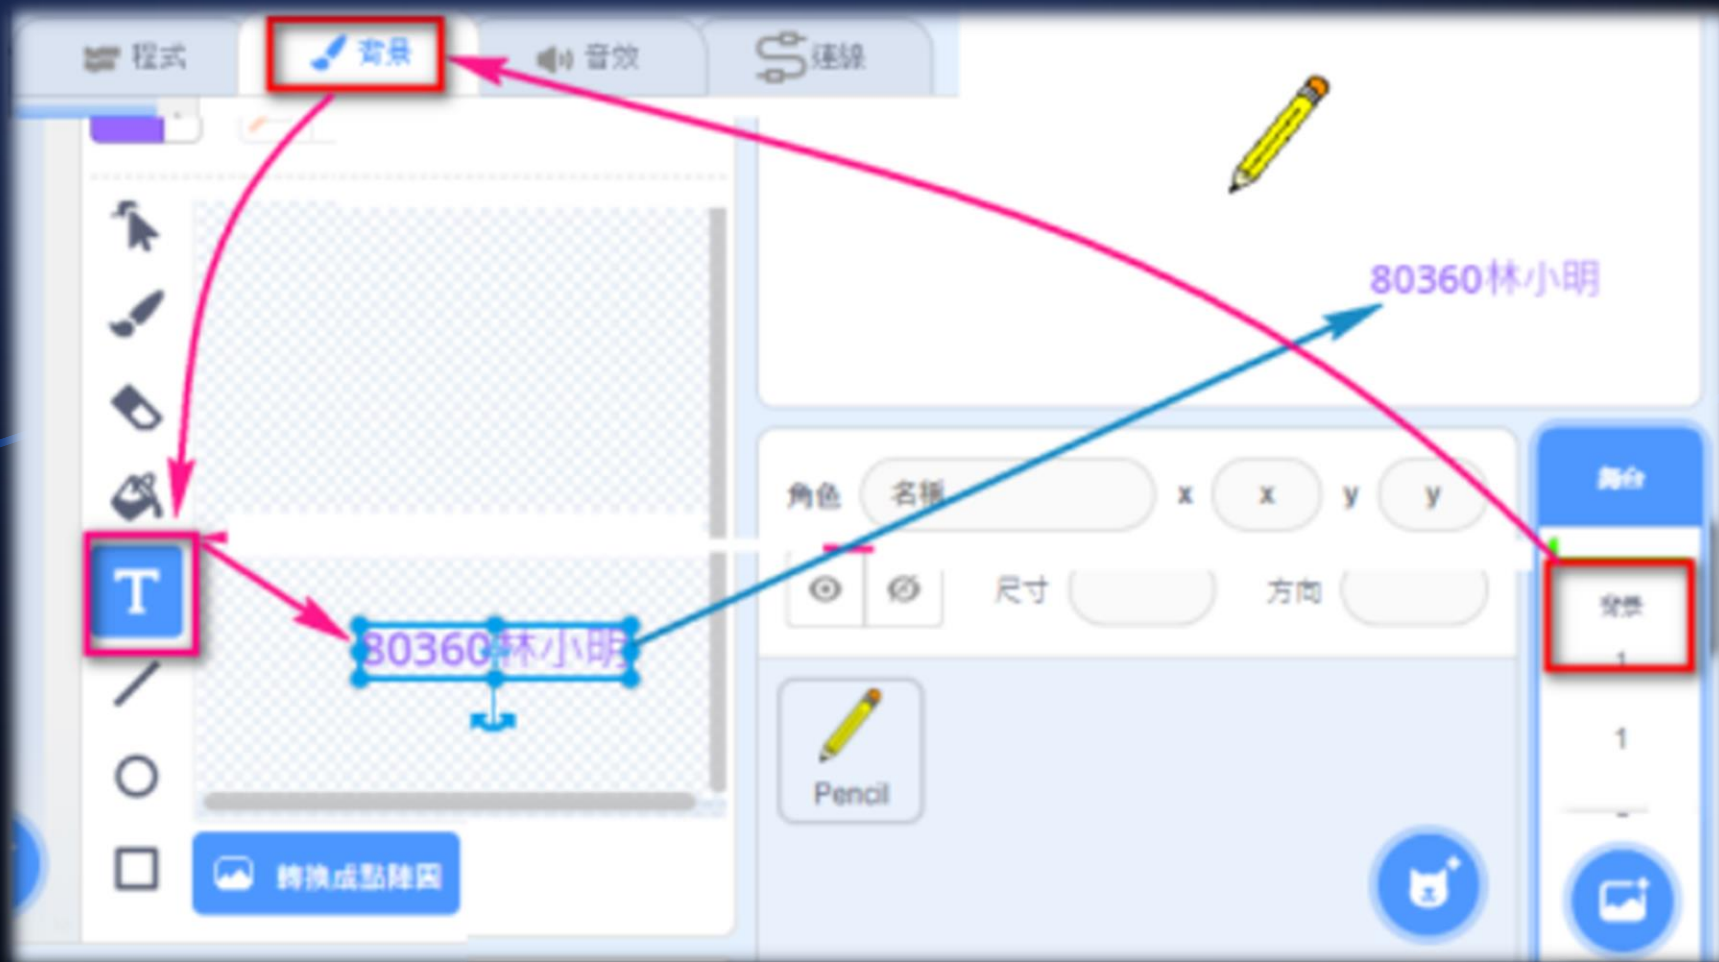 程式
背景
音效
連線
80360林小明
角色
名稱
x
x
y
y
舞台
尺寸
方向
背景
1
1
T
80360林小明
Pencil
轉換成點陣圖